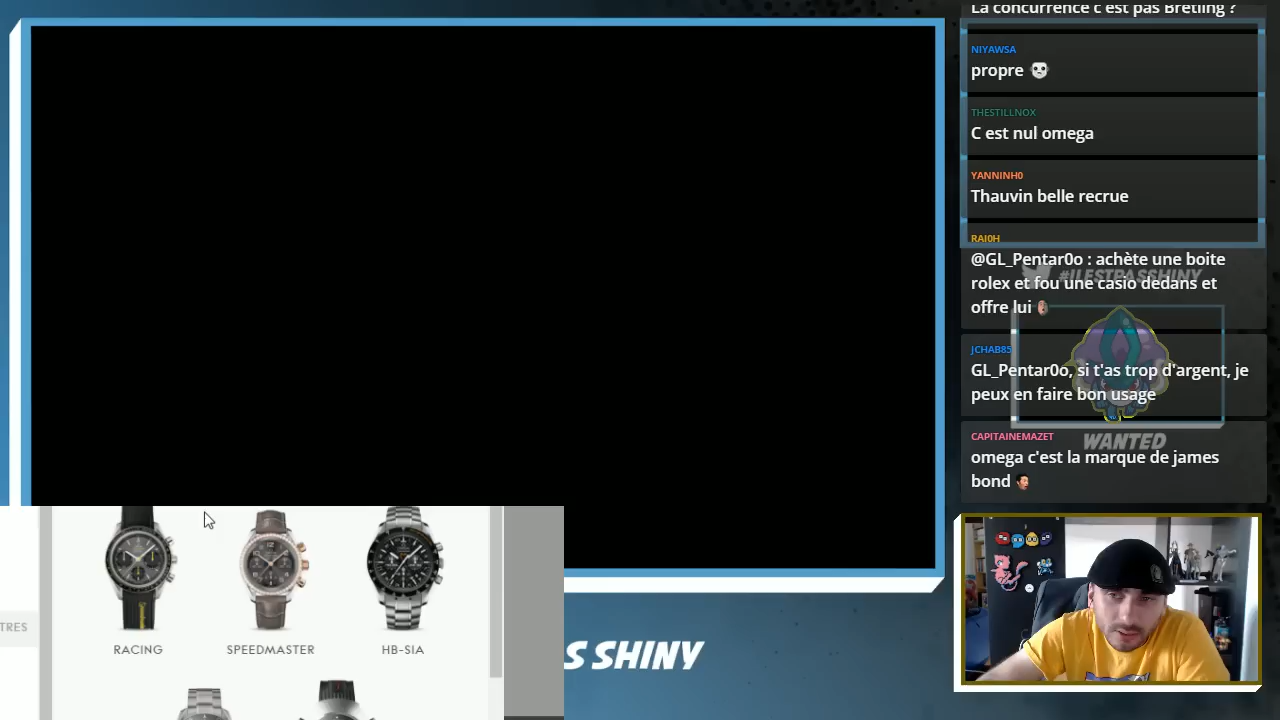 La concurrence c est pas Bretling ?
NIYAWSA
propre
THESTILLNOX
C est nul omega
YANNINH0
Thauvin belle recrue
RAI0H
@GL_Pentar0o : achète une boite
rolex et fou une casio dedans et
offre lui
#ILESTPASSHINY
JCHAB85
GL_Pentar0o, si t'as trop d'argent, je
peux en faire bon usage
CAPITAINEMAZET
WANTED
omega c'est la marque de james
bond
TRES
RACING
SPEEDMASTER
HB-SIA
S SHINY